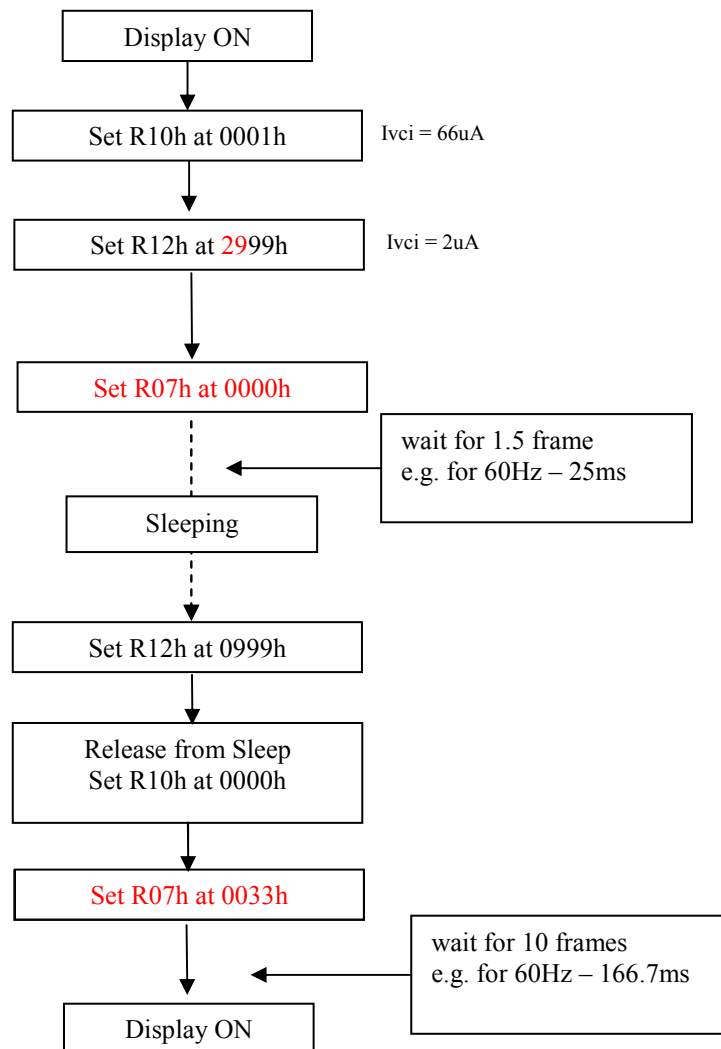 Display ON
Set R10h at 0001h
Ivci = 66uA
Set R12h at 2999h
Ivci = 2uA
Set R07h at 0000h
wait for 1.5 frame
e.g. for 60Hz – 25ms
Sleeping
Set R12h at 0999h
Release from Sleep
Set R10h at 0000h
Set R07h at 0033h
wait for 10 frames
e.g. for 60Hz – 166.7ms
Display ON